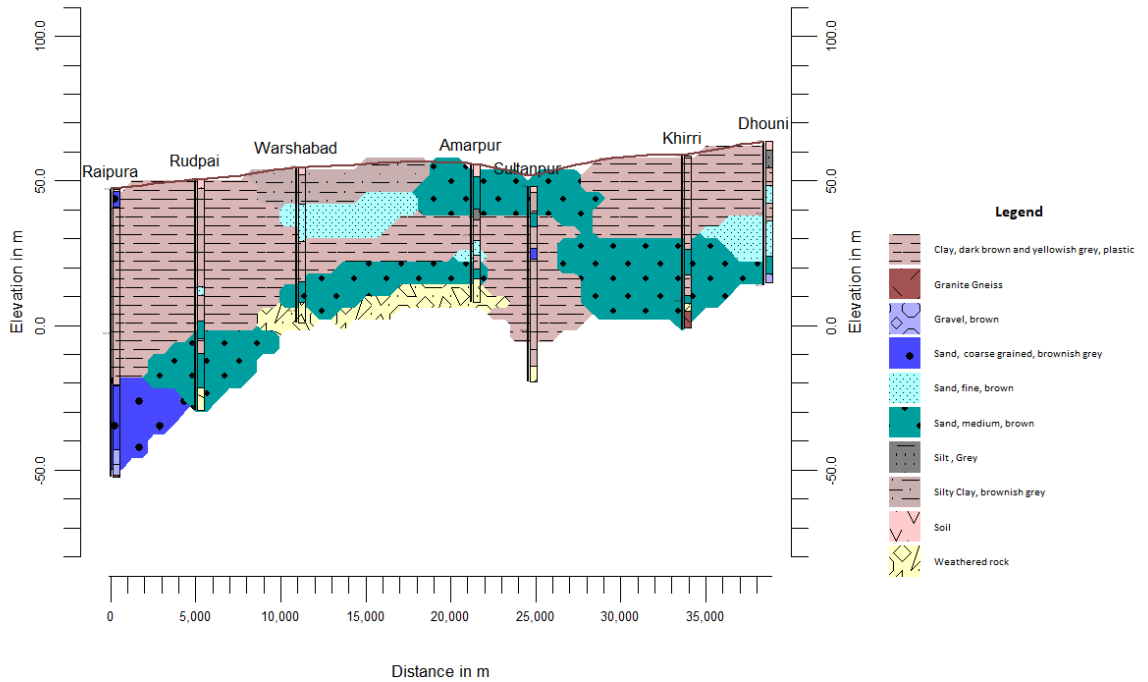 100.0
50.0
0.0
-50.0
Elevation in m
Raipura
Rudpai
Warshabad
Amarpur
Sultanpur
Khirri
Dhouni
100.0
50.0
0.0
-50.0
Elevation in m
0
5,000
10,000
15,000
20,000
25,000
30,000
35,000
Distance in m
Legend
Clay, dark brown and yellowish grey, plastic
Granite Gneiss
Gravel, brown
Sand, coarse grained, brownish grey
Sand, fine, brown
Sand, medium, brown
Silt , Grey
Silty Clay, brownish grey
Soil
Weathered rock